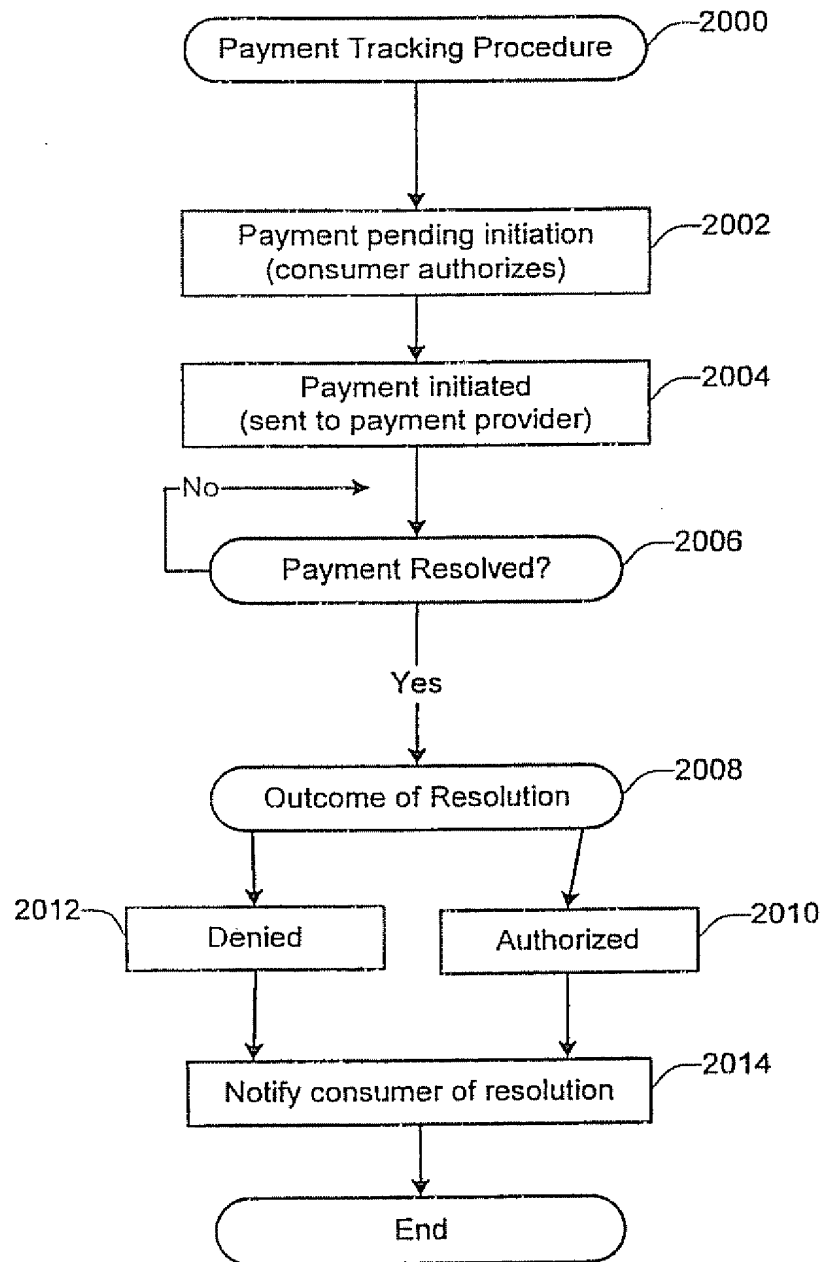 Payment Tracking Procedure
2000
Payment pending initiation
(consumer authorizes)
2002
Payment initiated
(sent to payment provider)
2004
No
Payment Resolved?
2006
Yes
Outcome of Resolution
2008
2012
Denied
Authorized
2010
Notify consumer of resolution
2014
End